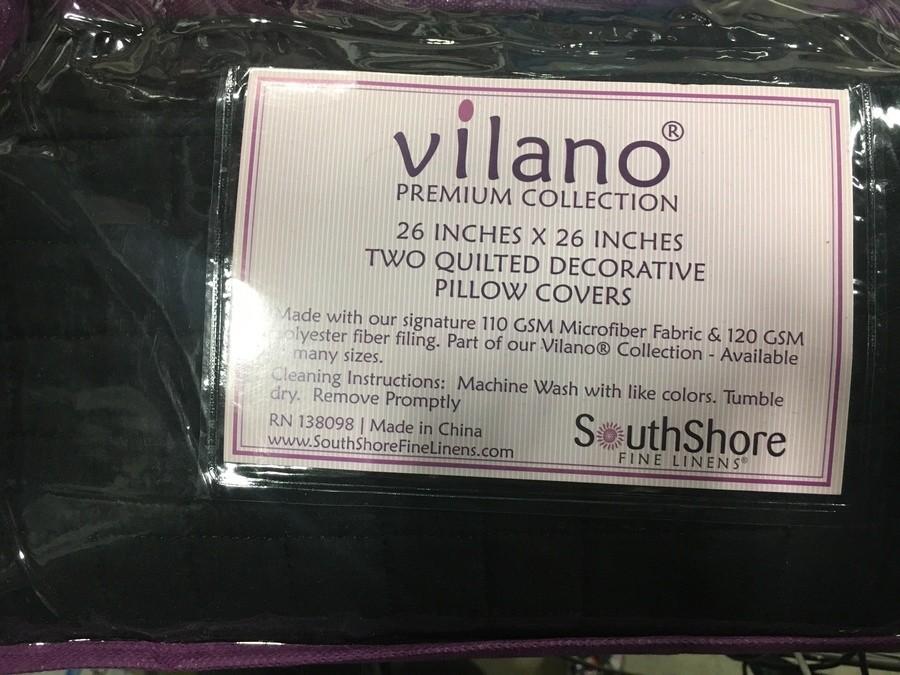 vilano®
PREMIUM COLLECTION
26 INCHES X 26 INCHES
TWO QUILTED DECORATIVE
PILLOW COVERS
Made with our signature 110 GSM Microfiber Fabric & 120 GSM
polyester fiber filing. Part of our Vilano® Collection - Available
many sizes.
Cleaning Instructions: Machine Wash with like colors. Tumble
dry. Remove Promptly
RN 138098 | Made in China
www.SouthShoreFineLinens.com
SouthShore
FINE LINENS®